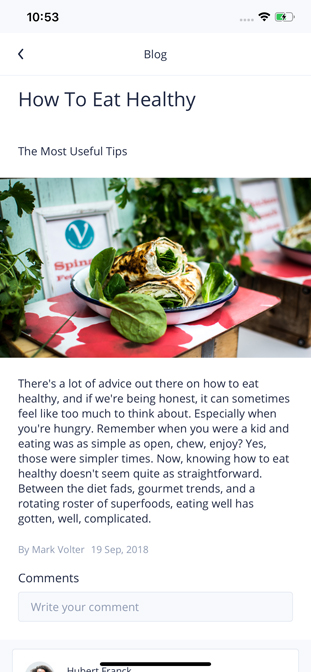 10:53
Blog
How To Eat Healthy
The Most Useful Tips
V
Spina
There's a lot of advice out there on how to eat
healthy, and if we're being honest, it can sometimes
feel like too much to think about. Especially when
you're hungry. Remember when you were a kid and
eating was as simple as open, chew, enjoy? Yes,
those were simpler times. Now, knowing how to eat
healthy doesn't seem quite as straightforward.
Between the diet fads, gourmet trends, and a
rotating roster of superfoods, eating well has
gotten, well, complicated.
By Mark Volter 19 Sep, 2018
Comments
Write your comment
Hubert Franck